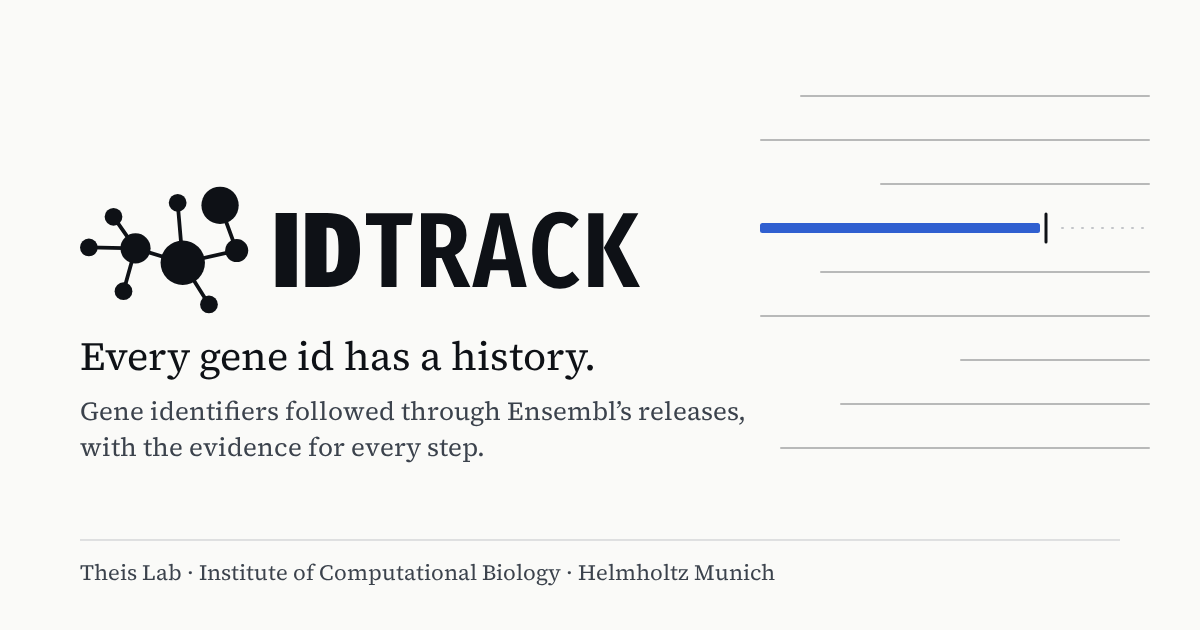 IDTRACK
Every gene id has a history.
Gene identifiers followed through Ensembl’s releases,
with the evidence for every step.
Theis Lab · Institute of Computational Biology · Helmholtz Munich